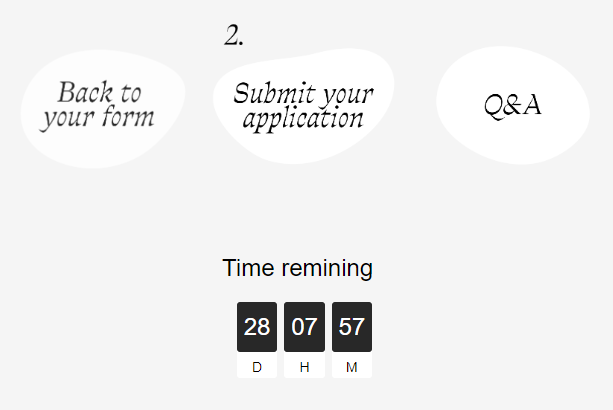 2.
Back to
your form
Submit your
application
Q&A
Time remining
28 07 57
D H M